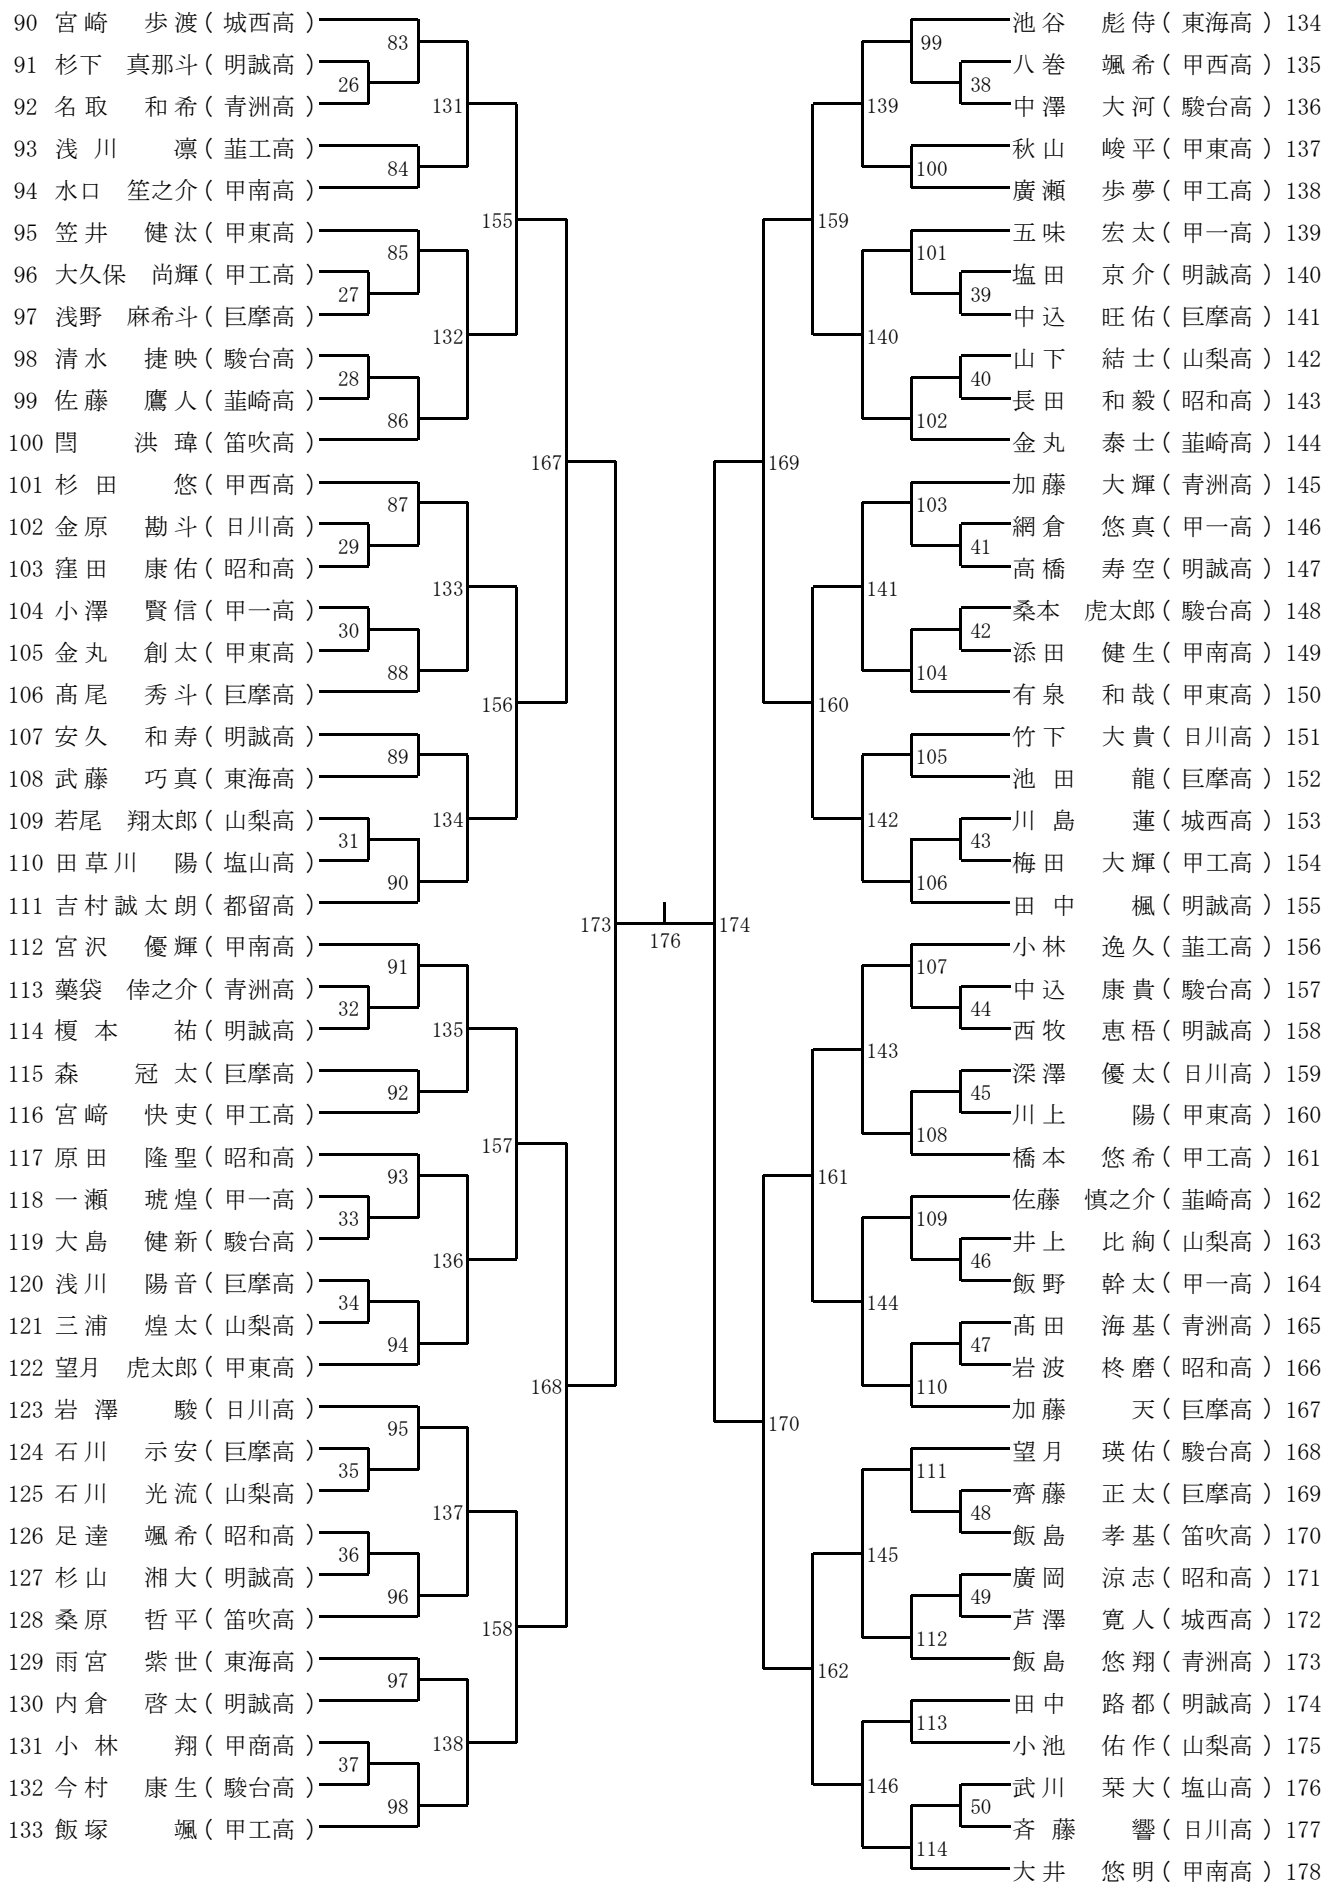 90 宮崎 歩渡(城西高)
91 杉下 真那斗(明誠高)
92 名取 和希(青洲高)
93 浅川 凛(韮工高)
94 水口 笙之介(甲南高)
95 笠井 健汰(甲東高)
96 大久保 尚輝(甲工高)
97 浅野 麻希斗(巨摩高)
98 清水 捷映(駿台高)
99 佐藤 鷹人(韮崎高)
100 閆 洪瑋(笛吹高)
101 杉田 悠(甲西高)
102 金原 勘斗(日川高)
103 窪田 康佑(昭和高)
104 小澤 賢信(甲一高)
105 金丸 創太(甲東高)
106 髙尾 秀斗(巨摩高)
107 安久 和寿(明誠高)
108 武藤 巧真(東海高)
109 若尾 翔太郎(山梨高)
110 田草川 陽(塩山高)
111 吉村誠太朗(都留高)
112 宮沢 優輝(甲南高)
113 薬袋 倖之介(青洲高)
114 榎本 祐(明誠高)
115 森 冠太(巨摩高)
116 宮﨑 快吏(甲工高)
117 原田 隆聖(昭和高)
118 一瀬 琥煌(甲一高)
119 大島 健新(駿台高)
120 浅川 陽音(巨摩高)
121 三浦 煌太(山梨高)
122 望月 虎太郎(甲東高)
123 岩澤 駿(日川高)
124 石川 示安(巨摩高)
125 石川 光流(山梨高)
126 足達 颯希(昭和高)
127 杉山 湘大(明誠高)
128 桑原 哲平(笛吹高)
129 雨宮 紫世(東海高)
130 内倉 啓太(明誠高)
131 小林 翔(甲商高)
132 今村 康生(駿台高)
133 飯塚 颯(甲工高)
83
26
84
85
27
28
86
87
29
30
88
89
31
90
91
32
92
93
33
34
94
95
35
36
96
97
37
98
131
132
133
134
135
136
137
138
155
156
157
158
167
168
173
176
174
169
170
159
160
161
162
139
140
141
142
143
144
145
146
99
38
100
101
39
40
102
103
41
42
104
105
43
106
107
44
45
108
109
46
47
110
111
48
49
112
113
50
114
池谷 彪侍(東海高) 134
八巻 颯希(甲西高) 135
中澤 大河(駿台高) 136
秋山 峻平(甲東高) 137
廣瀬 歩夢(甲工高) 138
五味 宏太(甲一高) 139
塩田 京介(明誠高) 140
中込 旺佑(巨摩高) 141
山下 結士(山梨高) 142
長田 和毅(昭和高) 143
金丸 泰士(韮崎高) 144
加藤 大輝(青洲高) 145
網倉 悠真(甲一高) 146
高橋 寿空(明誠高) 147
桑本 虎太郎(駿台高) 148
添田 健生(甲南高) 149
有泉 和哉(甲東高) 150
竹下 大貴(日川高) 151
池田 龍(巨摩高) 152
川島 蓮(城西高) 153
梅田 大輝(甲工高) 154
田中 楓(明誠高) 155
小林 逸久(韮工高) 156
中込 康貴(駿台高) 157
西牧 恵梧(明誠高) 158
深澤 優太(日川高) 159
川上 陽(甲東高) 160
橋本 悠希(甲工高) 161
佐藤 慎之介(韮崎高) 162
井上 比絢(山梨高) 163
飯野 幹太(甲一高) 164
髙田 海基(青洲高) 165
岩波 柊磨(昭和高) 166
加藤 天(巨摩高) 167
望月 瑛佑(駿台高) 168
齊藤 正太(巨摩高) 169
飯島 孝基(笛吹高) 170
廣岡 涼志(昭和高) 171
芦澤 寛人(城西高) 172
飯島 悠翔(青洲高) 173
田中 路都(明誠高) 174
小池 佑作(山梨高) 175
武川 栞大(塩山高) 176
斉藤 響(日川高) 177
大井 悠明(甲南高) 178